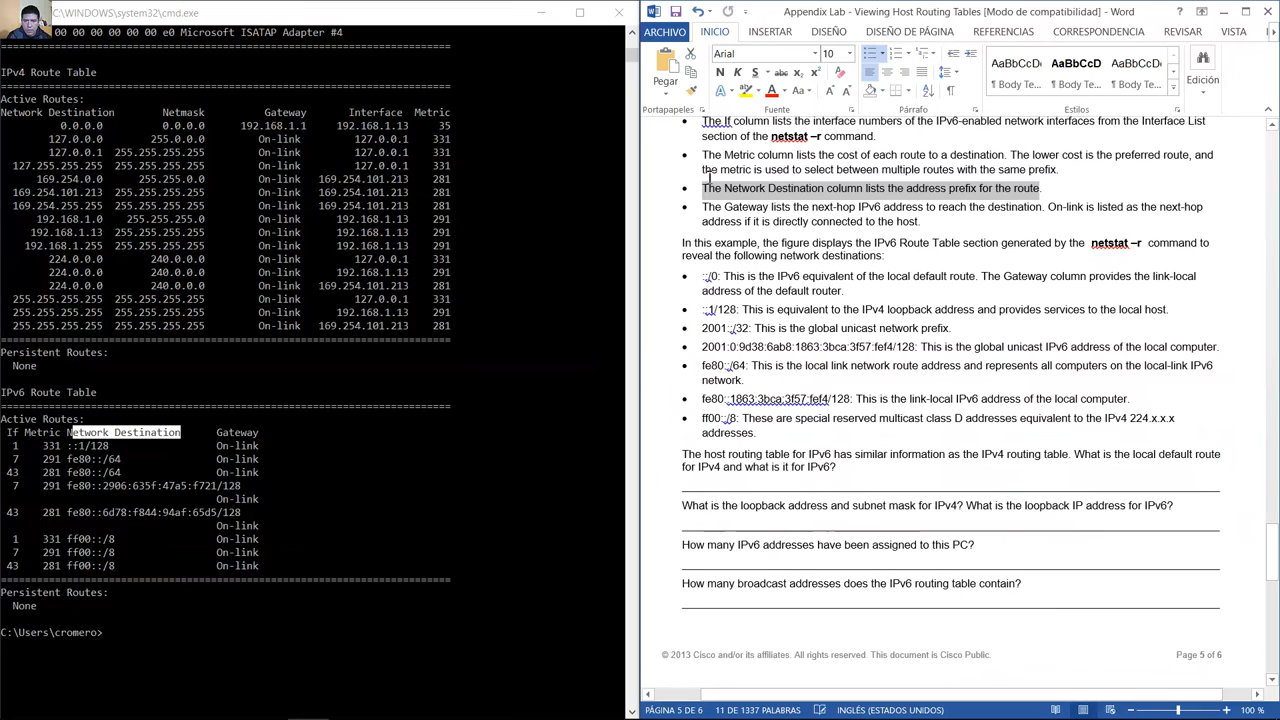 C:\WINDOWS\system32\cmd.exe
00 00 00 00 00 00 e0 Microsoft ISATAP Adapter #4
===========================================================================
IPv4 Route Table
===========================================================================
Active Routes:
Network Destination        Netmask          Gateway       Interface  Metric
0.0.0.0          0.0.0.0      192.168.1.1     192.168.1.13     35
127.0.0.0        255.0.0.0         On-link         127.0.0.1    331
127.0.0.1  255.255.255.255         On-link         127.0.0.1    331
127.255.255.255  255.255.255.255         On-link         127.0.0.1    331
169.254.0.0      255.255.0.0         On-link   169.254.101.213    281
169.254.101.213  255.255.255.255         On-link   169.254.101.213    281
169.254.255.255  255.255.255.255         On-link   169.254.101.213    281
192.168.1.0    255.255.255.0         On-link      192.168.1.13    291
192.168.1.13  255.255.255.255         On-link      192.168.1.13    291
192.168.1.255  255.255.255.255         On-link      192.168.1.13    291
224.0.0.0        240.0.0.0         On-link         127.0.0.1    331
224.0.0.0        240.0.0.0         On-link      192.168.1.13    291
224.0.0.0        240.0.0.0         On-link   169.254.101.213    281
255.255.255.255  255.255.255.255         On-link         127.0.0.1    331
255.255.255.255  255.255.255.255         On-link      192.168.1.13    291
255.255.255.255  255.255.255.255         On-link   169.254.101.213    281
===========================================================================
Persistent Routes:
None
IPv6 Route Table
===========================================================================
Active Routes:
If Metric Network Destination      Gateway
1    331 ::1/128                  On-link
7    291 fe80::/64                On-link
43    281 fe80::/64                On-link
7    291 fe80::2906:635f:47a5:f721/128
On-link
43    281 fe80::6d78:f844:94af:65d5/128
On-link
1    331 ff00::/8                 On-link
7    291 ff00::/8                 On-link
43    281 ff00::/8                 On-link
===========================================================================
Persistent Routes:
None
C:\Users\cromero>
Appendix Lab - Viewing Host Routing Tables [Modo de compatibilidad] - Word
ARCHIVO INICIO INSERTAR DISEÑO DISEÑO DE PÁGINA REFERENCIAS CORRESPONDENCIA REVISAR VISTA
Pegar
Arial 10
N K S abc x₂ x²
AaBbCcDc AaBbCcD AaBbCcD
¶ Body Te... ¶ Body Te... ¶ Body Te...
Edición
Portapapeles Fuente Párrafo Estilos
• The If column lists the interface numbers of the IPv6-enabled network interfaces from the Interface List
section of the netstat –r command.
• The Metric column lists the cost of each route to a destination. The lower cost is the preferred route, and
the metric is used to select between multiple routes with the same prefix.
• The Network Destination column lists the address prefix for the route.
• The Gateway lists the next-hop IPv6 address to reach the destination. On-link is listed as the next-hop
address if it is directly connected to the host.
In this example, the figure displays the IPv6 Route Table section generated by the netstat –r command to
reveal the following network destinations:
• ::/0: This is the IPv6 equivalent of the local default route. The Gateway column provides the link-local
address of the default router.
• ::1/128: This is equivalent to the IPv4 loopback address and provides services to the local host.
• 2001::/32: This is the global unicast network prefix.
• 2001:0:9d38:6ab8:1863:3bca:3f57:fef4/128: This is the global unicast IPv6 address of the local computer.
• fe80::/64: This is the local link network route address and represents all computers on the local-link IPv6
network.
• fe80::1863:3bca:3f57:fef4/128: This is the link-local IPv6 address of the local computer.
• ff00::/8: These are special reserved multicast class D addresses equivalent to the IPv4 224.x.x.x
addresses.
The host routing table for IPv6 has similar information as the IPv4 routing table. What is the local default route
for IPv4 and what is it for IPv6?
What is the loopback address and subnet mask for IPv4? What is the loopback IP address for IPv6?
How many IPv6 addresses have been assigned to this PC?
How many broadcast addresses does the IPv6 routing table contain?
© 2013 Cisco and/or its affiliates. All rights reserved. This document is Cisco Public. Page 5 of 6
PÁGINA 5 DE 6 11 DE 1337 PALABRAS INGLÉS (ESTADOS UNIDOS) 100 %